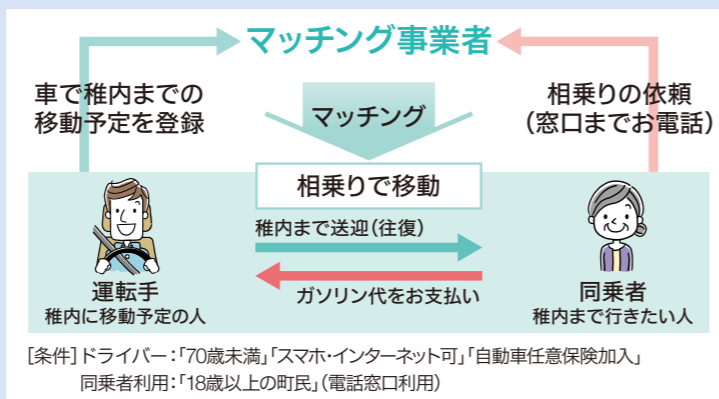 マッチング事業者
車で稚内までの
移動予定を登録
マッチング
相乗りの依頼
(窓口までお電話)
相乗りで移動
稚内まで送迎(往復)
ガソリン代をお支払い
運転手
稚内に移動予定の人
同乗者
稚内まで行きたい人
[条件]ドライバー:「70歳未満」「スマホ・インターネット可」「自動車任意保険加入」
同乗者利用:「18歳以上の町民」(電話窓口利用)